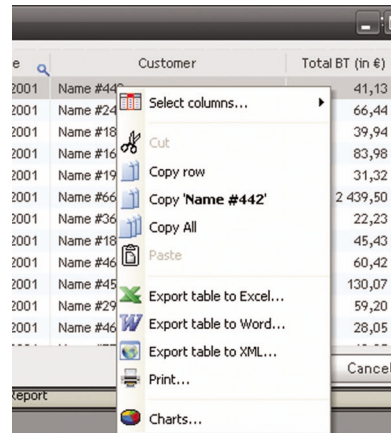 e Customer Total BT (in €)
2001 Name #442 41,13
2001 Name #24 66,44
2001 Name #18 39,94
2001 Name #16 83,98
2001 Name #19 31,32
2001 Name #66 2 439,50
2001 Name #36 22,23
2001 Name #18 45,43
2001 Name #46 60,42
2001 Name #45 130,07
2001 Name #29 59,20
2001 Name #46 28,05
Select columns...
Cut
Copy row
Copy 'Name #442'
Copy All
Paste
Export table to Excel...
Export table to Word...
Export table to XML...
Print...
Charts...
Cancel
Report